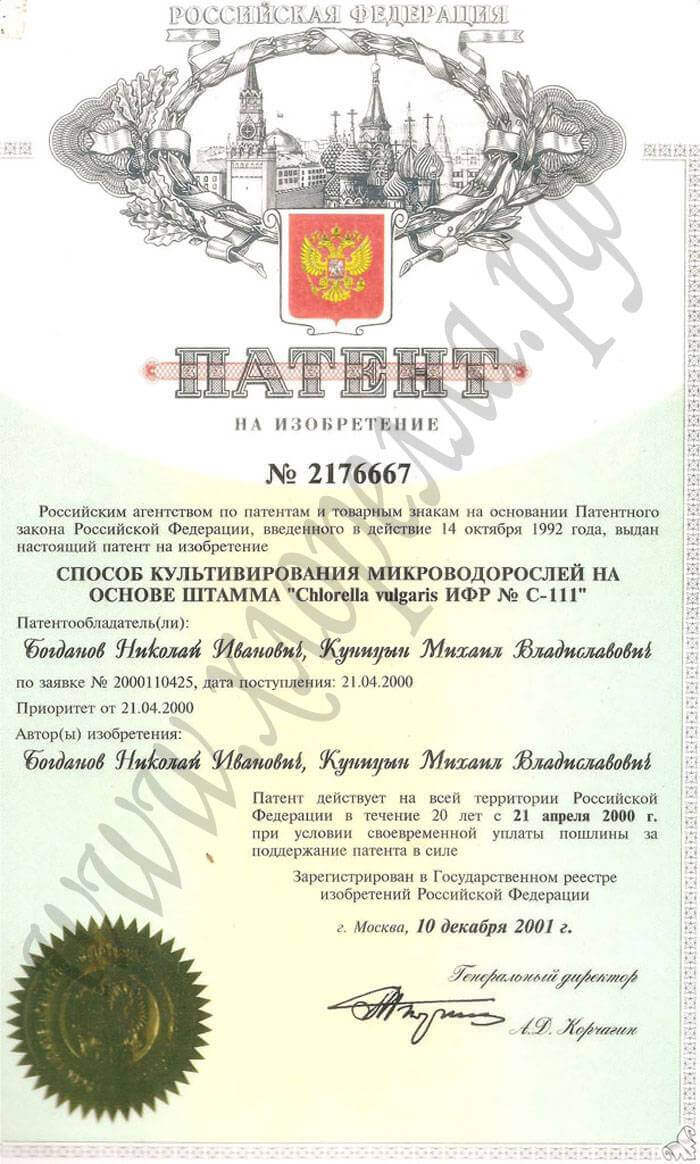 РОССИЙСКАЯ ФЕДЕРАЦИЯ
ПАТЕНТ
НА ИЗОБРЕТЕНИЕ
№ 2176667
Российским агентством по патентам и товарным знакам на основании Патентного
закона Российской Федерации, введенного в действие 14 октября 1992 года, выдан
настоящий патент на изобретение
СПОСОБ КУЛЬТИВИРОВАНИЯ МИКРОВОДОРОСЛЕЙ НА
ОСНОВЕ ШТАММА "Chlorella vulgaris ИФР № С-111"
Патентообладатель(ли):
Богданов Николай Иванович, Куницын Михаил Владиславович
по заявке № 2000110425, дата поступления: 21.04.2000
Приоритет от 21.04.2000
Автор(ы) изобретения:
Богданов Николай Иванович, Куницын Михаил Владиславович
Патент действует на всей территории Российской
Федерации в течение 20 лет с 21 апреля 2000 г.
при условии своевременной уплаты пошлины за
поддержание патента в силе
Зарегистрирован в Государственном реестре
изобретений Российской Федерации
г. Москва, 10 декабря 2001 г.
Генеральный директор
А.Д. Корчагин
www.хлорелла.рф